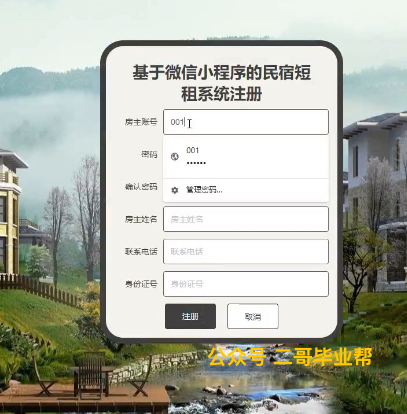 基于微信小程序的民宿短
租系统注册
房主账号
001
密码
001
••••••
确认密码
管理密码...
房主姓名
房主姓名
联系电话
联系电话
身份证号
身份证号
注册
取消
公众号 二哥毕业帮